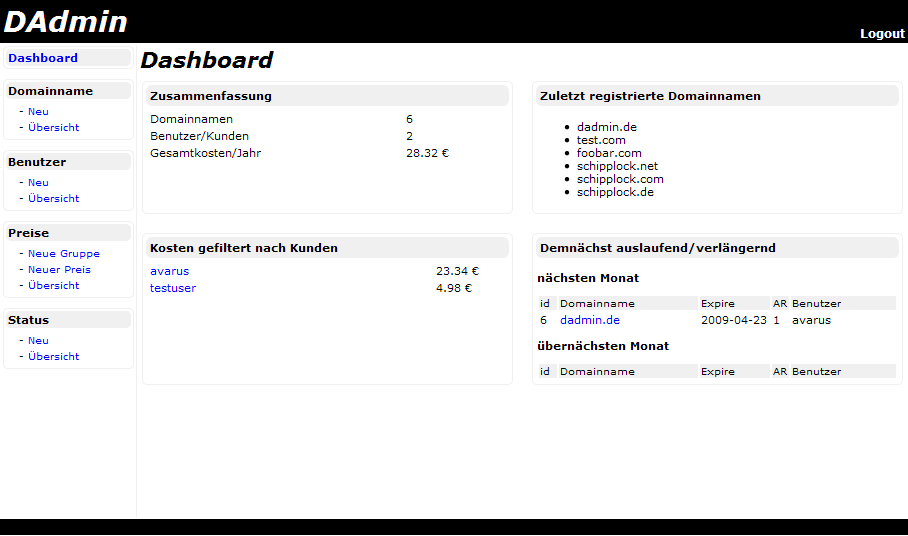 DAdmin
Logout
Dashboard
Domainname
- Neu
- Übersicht
Benutzer
- Neu
- Übersicht
Preise
- Neue Gruppe
- Neuer Preis
- Übersicht
Status
- Neu
- Übersicht
Dashboard
Zusammenfassung
Domainnamen 6
Benutzer/Kunden 2
Gesamtkosten/Jahr 28.32 €
Zuletzt registrierte Domainnamen
• dadmin.de
• test.com
• foobar.com
• schipplock.net
• schipplock.com
• schipplock.de
Kosten gefiltert nach Kunden
avarus 23.34 €
testuser 4.98 €
Demnächst auslaufend/verlängernd
nächsten Monat
id Domainname Expire AR Benutzer
6 dadmin.de 2009-04-23 1 avarus
übernächsten Monat
id Domainname Expire AR Benutzer